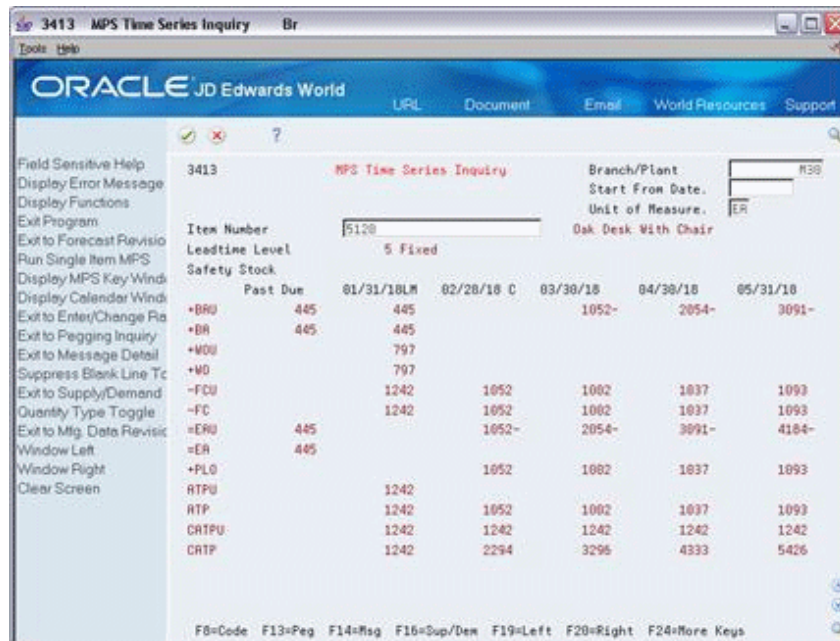 3413 MPS Time Series Inquiry Br
Tools Help
ORACLE JD Edwards World
URL Document Email World Resources Support
?
Field Sensitive Help
Display Error Message
Display Functions
Exit Program
Exit to Forecast Revisio
Run Single Item MPS
Display MPS Key Windo
Display Calendar Windo
Exit to Enter/Change Ra
Exit to Pegging Inquiry
Exit to Message Detail
Suppress Blank Line To
Exit to Supply/Demand
Quantity Type Toggle
Exit to Mfg. Data Revisic
Window Left
Window Right
Clear Screen
3413 MPS Time Series Inquiry Branch/Plant M30
Start From Date.
Unit of Measure. EA
Item Number 5120 Oak Desk With Chair
Leadtime Level 5 Fixed
Safety Stock
Past Due 01/31/18LM 02/28/18 C 03/30/18 04/30/18 05/31/18
+BAU 445 445 1052- 2054- 3091-
+BA 445 445
+WOU 797
+WO 797
-FCU 1242 1052 1002 1037 1093
-FC 1242 1052 1002 1037 1093
=EAU 445 1052- 2054- 3091- 4184-
=EA 445
+PLO 1052 1002 1037 1093
ATPU 1242
ATP 1242 1052 1002 1037 1093
CATPU 1242 1242 1242 1242 1242
CATP 1242 2294 3296 4333 5426
F8=Code F13=Peg F14=Msg F16=Sup/Dem F19=Left F20=Right F24=More Keys